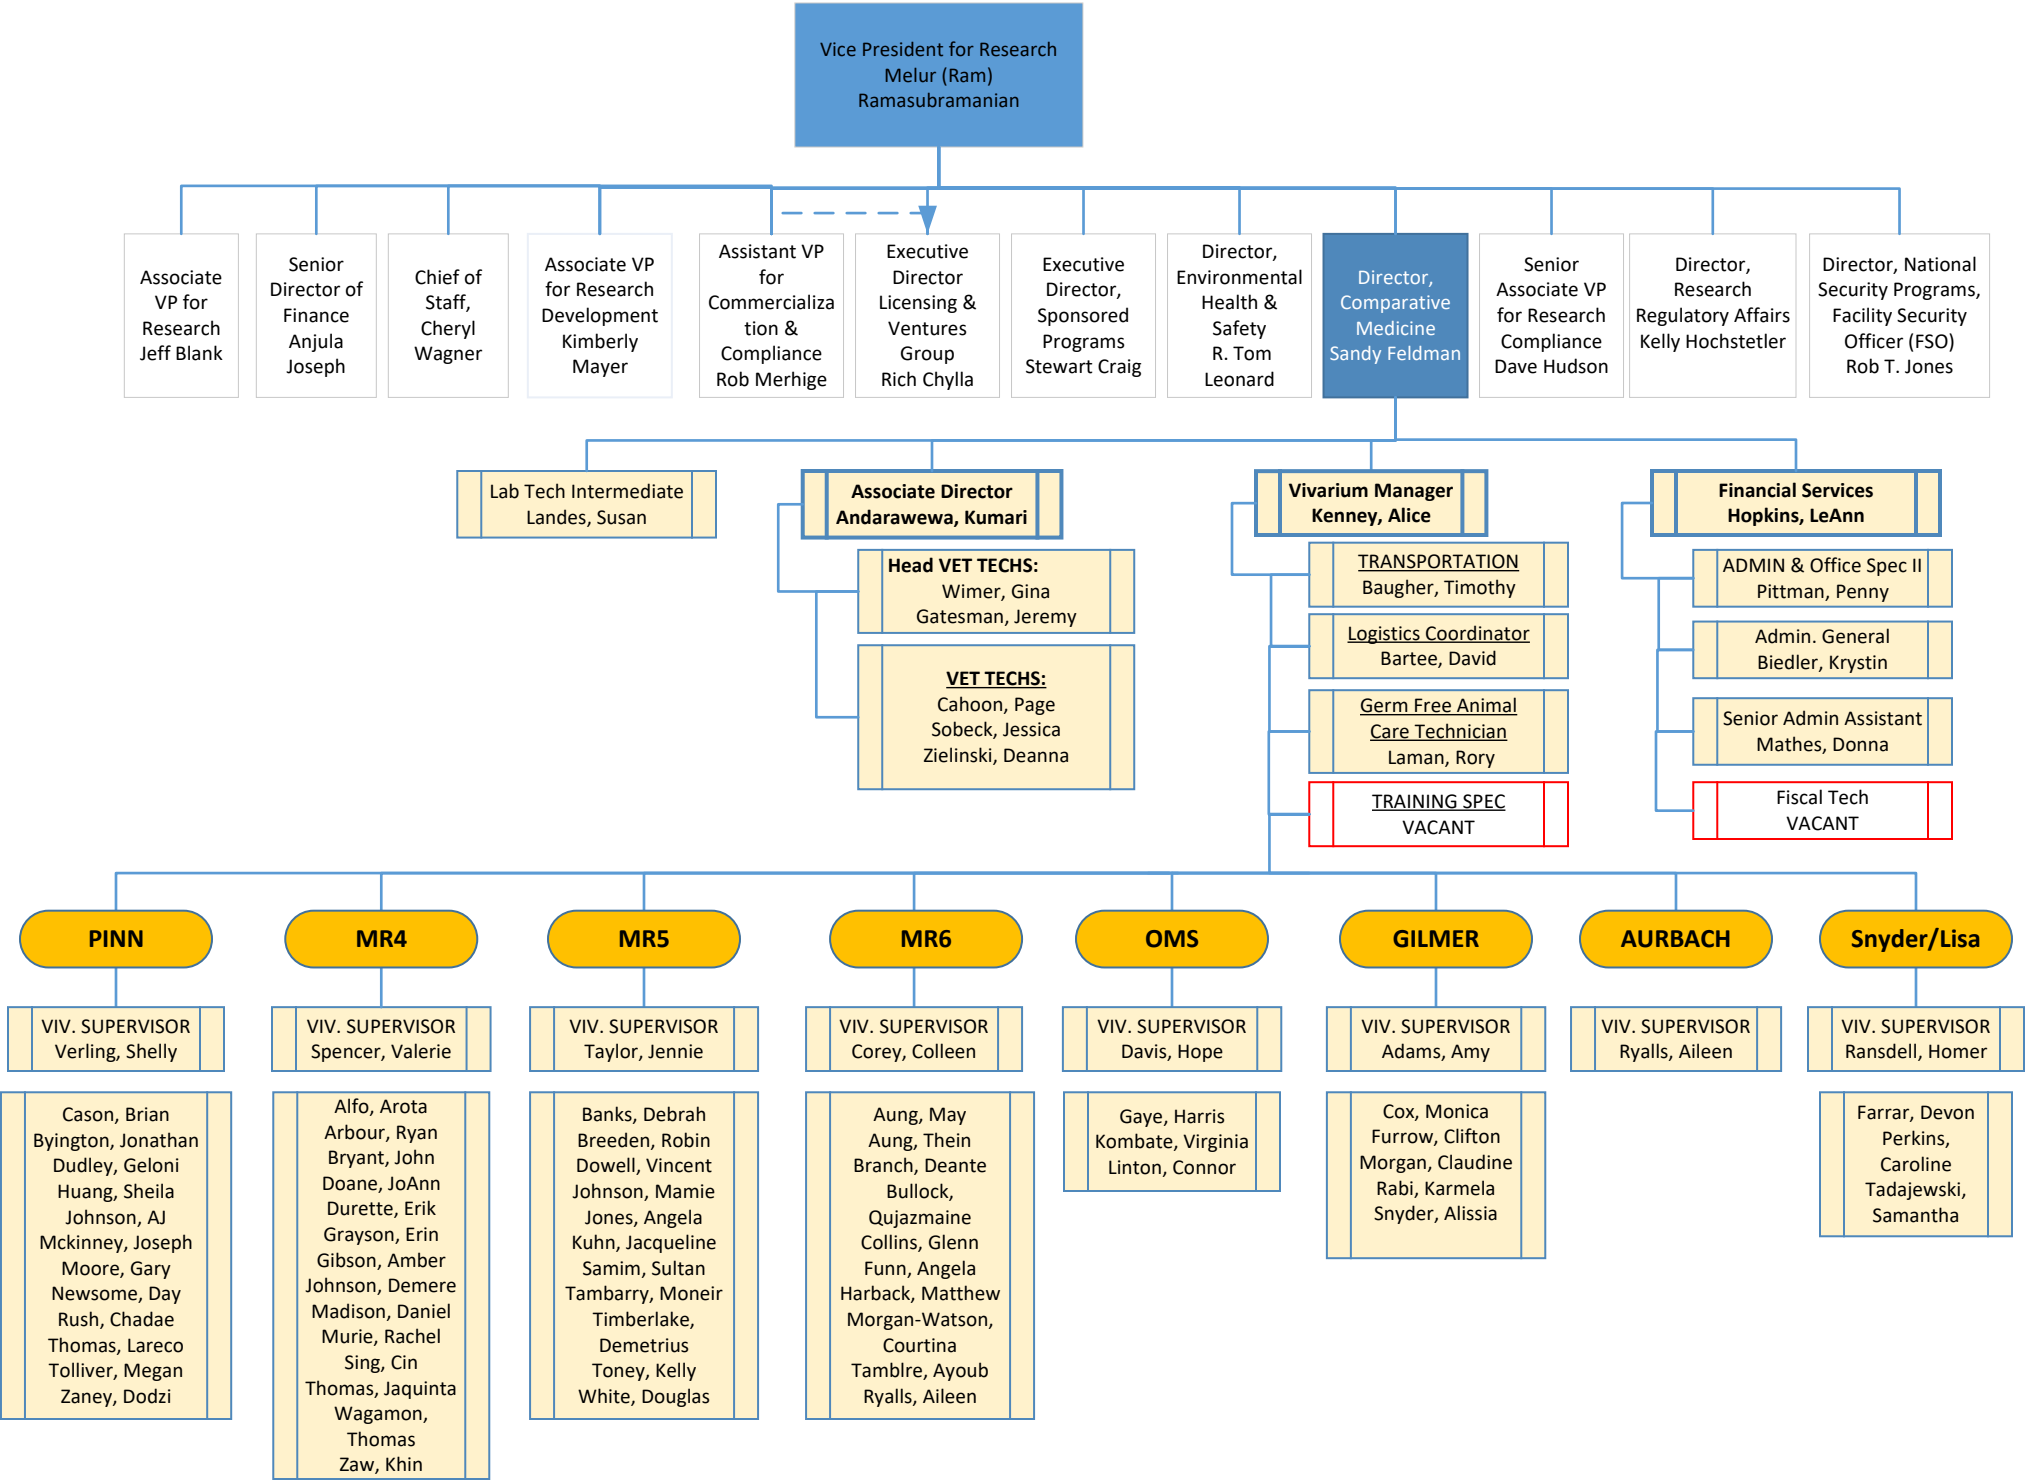 Vice President for Research
Melur (Ram)
Ramasubramanian
Associate
VP for
Research
Jeff Blank
Senior
Director of
Finance
Anjula
Joseph
Chief of
Staff,
Cheryl
Wagner
Associate VP
for Research
Development
Kimberly
Mayer
Assistant VP
for
Commercializa
tion &
Compliance
Rob Merhige
Executive
Director
Licensing &
Ventures
Group
Rich Chylla
Executive
Director,
Sponsored
Programs
Stewart Craig
Director,
Environmental
Health &
Safety
R. Tom
Leonard
Director,
Comparative
Medicine
Sandy Feldman
Senior
Associate VP
for Research
Compliance
Dave Hudson
Director,
Research
Regulatory Affairs
Kelly Hochstetler
Director, National
Security Programs,
Facility Security
Officer (FSO)
Rob T. Jones
Lab Tech Intermediate
Landes, Susan
Associate Director
Andarawewa, Kumari
Head VET TECHS:
Wimer, Gina
Gatesman, Jeremy
VET TECHS:
Cahoon, Page
Sobeck, Jessica
Zielinski, Deanna
Vivarium Manager
Kenney, Alice
TRANSPORTATION
Baugher, Timothy
Logistics Coordinator
Bartee, David
Germ Free Animal
Care Technician
Laman, Rory
TRAINING SPEC
VACANT
Financial Services
Hopkins, LeAnn
ADMIN & Office Spec II
Pittman, Penny
Admin. General
Biedler, Krystin
Senior Admin Assistant
Mathes, Donna
Fiscal Tech
VACANT
PINN
VIV. SUPERVISOR
Verling, Shelly
Cason, Brian
Byington, Jonathan
Dudley, Geloni
Huang, Sheila
Johnson, AJ
Mckinney, Joseph
Moore, Gary
Newsome, Day
Rush, Chadae
Thomas, Lareco
Tolliver, Megan
Zaney, Dodzi
MR4
VIV. SUPERVISOR
Spencer, Valerie
Alfo, Arota
Arbour, Ryan
Bryant, John
Doane, JoAnn
Durette, Erik
Grayson, Erin
Gibson, Amber
Johnson, Demere
Madison, Daniel
Murie, Rachel
Sing, Cin
Thomas, Jaquinta
Wagamon,
Thomas
Zaw, Khin
MR5
VIV. SUPERVISOR
Taylor, Jennie
Banks, Debrah
Breeden, Robin
Dowell, Vincent
Johnson, Mamie
Jones, Angela
Kuhn, Jacqueline
Samim, Sultan
Tambarry, Moneir
Timberlake,
Demetrius
Toney, Kelly
White, Douglas
MR6
VIV. SUPERVISOR
Corey, Colleen
Aung, May
Aung, Thein
Branch, Deante
Bullock,
Qujazmaine
Collins, Glenn
Funn, Angela
Harback, Matthew
Morgan-Watson,
Courtina
Tamblre, Ayoub
Ryalls, Aileen
OMS
VIV. SUPERVISOR
Davis, Hope
Gaye, Harris
Kombate, Virginia
Linton, Connor
GILMER
VIV. SUPERVISOR
Adams, Amy
Cox, Monica
Furrow, Clifton
Morgan, Claudine
Rabi, Karmela
Snyder, Alissia
AURBACH
VIV. SUPERVISOR
Ryalls, Aileen
Snyder/Lisa
VIV. SUPERVISOR
Ransdell, Homer
Farrar, Devon
Perkins,
Caroline
Tadajewski,
Samantha